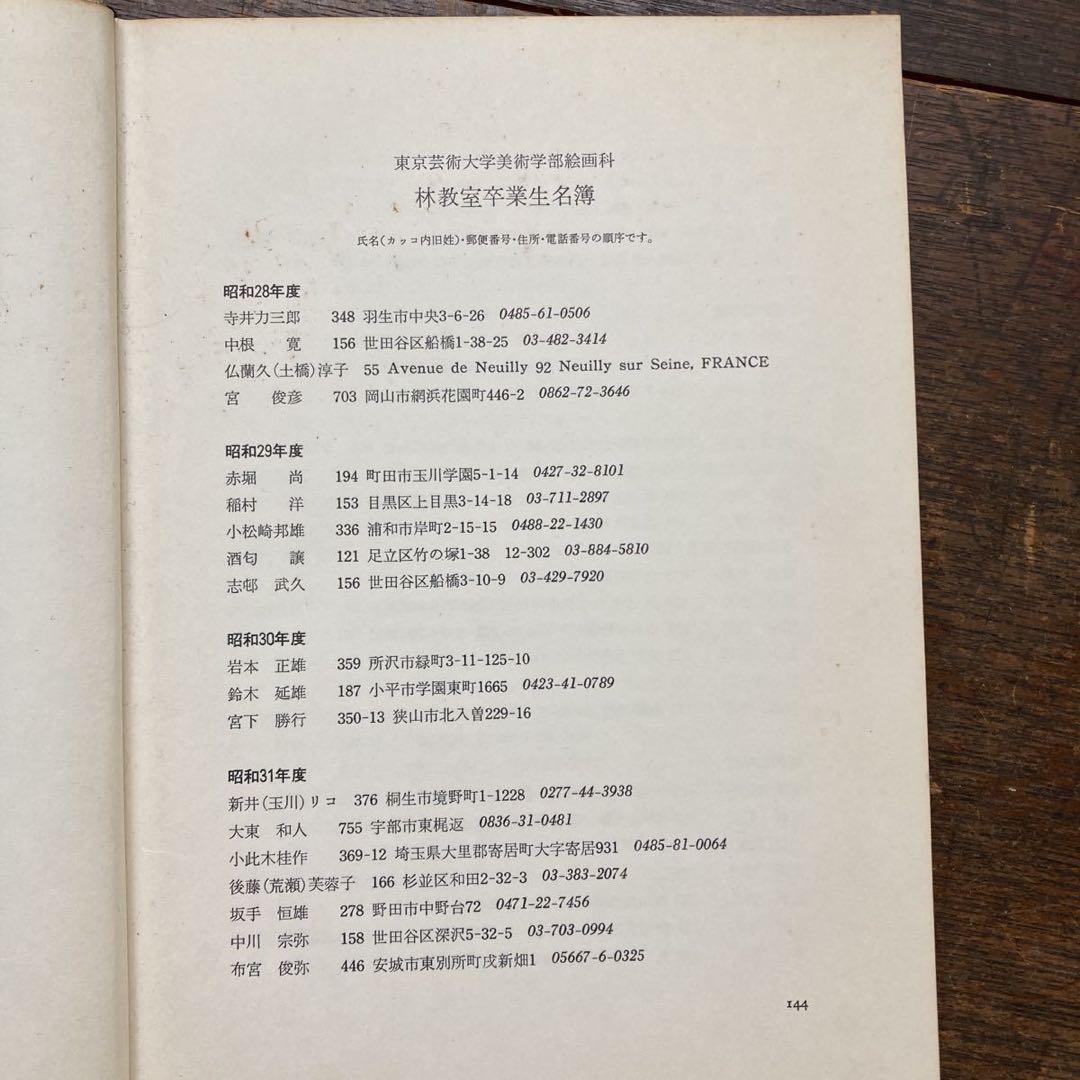 東京芸術大学美術学部絵画科
林教室卒業生名簿
氏名(カッコ内旧姓)・郵便番号・住所・電話番号の順序です。
昭和28年度
寺井力三郎 348 羽生市中央3-6-26 0485-61-0506
中根 寛 156 世田谷区船橋1-38-25 03-482-3414
仏蘭久(土橋)淳子 55 Avenue de Neuilly 92 Neuilly sur Seine, FRANCE
宮 俊彦 703 岡山市網浜花園町446-2 0862-72-3646
昭和29年度
赤堀 尚 194 町田市玉川学園5-1-14 0427-32-8101
稲村 洋 153 目黒区上目黒3-14-18 03-711-2897
小松崎邦雄 336 浦和市岸町2-15-15 0488-22-1430
酒匂 譲 121 足立区竹の塚1-38 12-302 03-884-5810
志邨 武久 156 世田谷区船橋3-10-9 03-429-7920
昭和30年度
岩本 正雄 359 所沢市緑町3-11-125-10
鈴木 延雄 187 小平市学園東町1665 0423-41-0789
宮下 勝行 350-13 狭山市北入曽229-16
昭和31年度
新井(玉川)リコ 376 桐生市境野町1-1228 0277-44-3938
大東 和人 755 宇部市東梶返 0836-31-0481
小此木桂作 369-12 埼玉県大里郡寄居町大字寄居931 0485-81-0064
後藤(荒瀬)芙蓉子 166 杉並区和田2-32-3 03-383-2074
坂手 恒雄 278 野田市中野台72 0471-22-7456
中川 宗弥 158 世田谷区深沢5-32-5 03-703-0994
布宮 俊弥 446 安城市東別所町戌新畑1 05667-6-0325
144